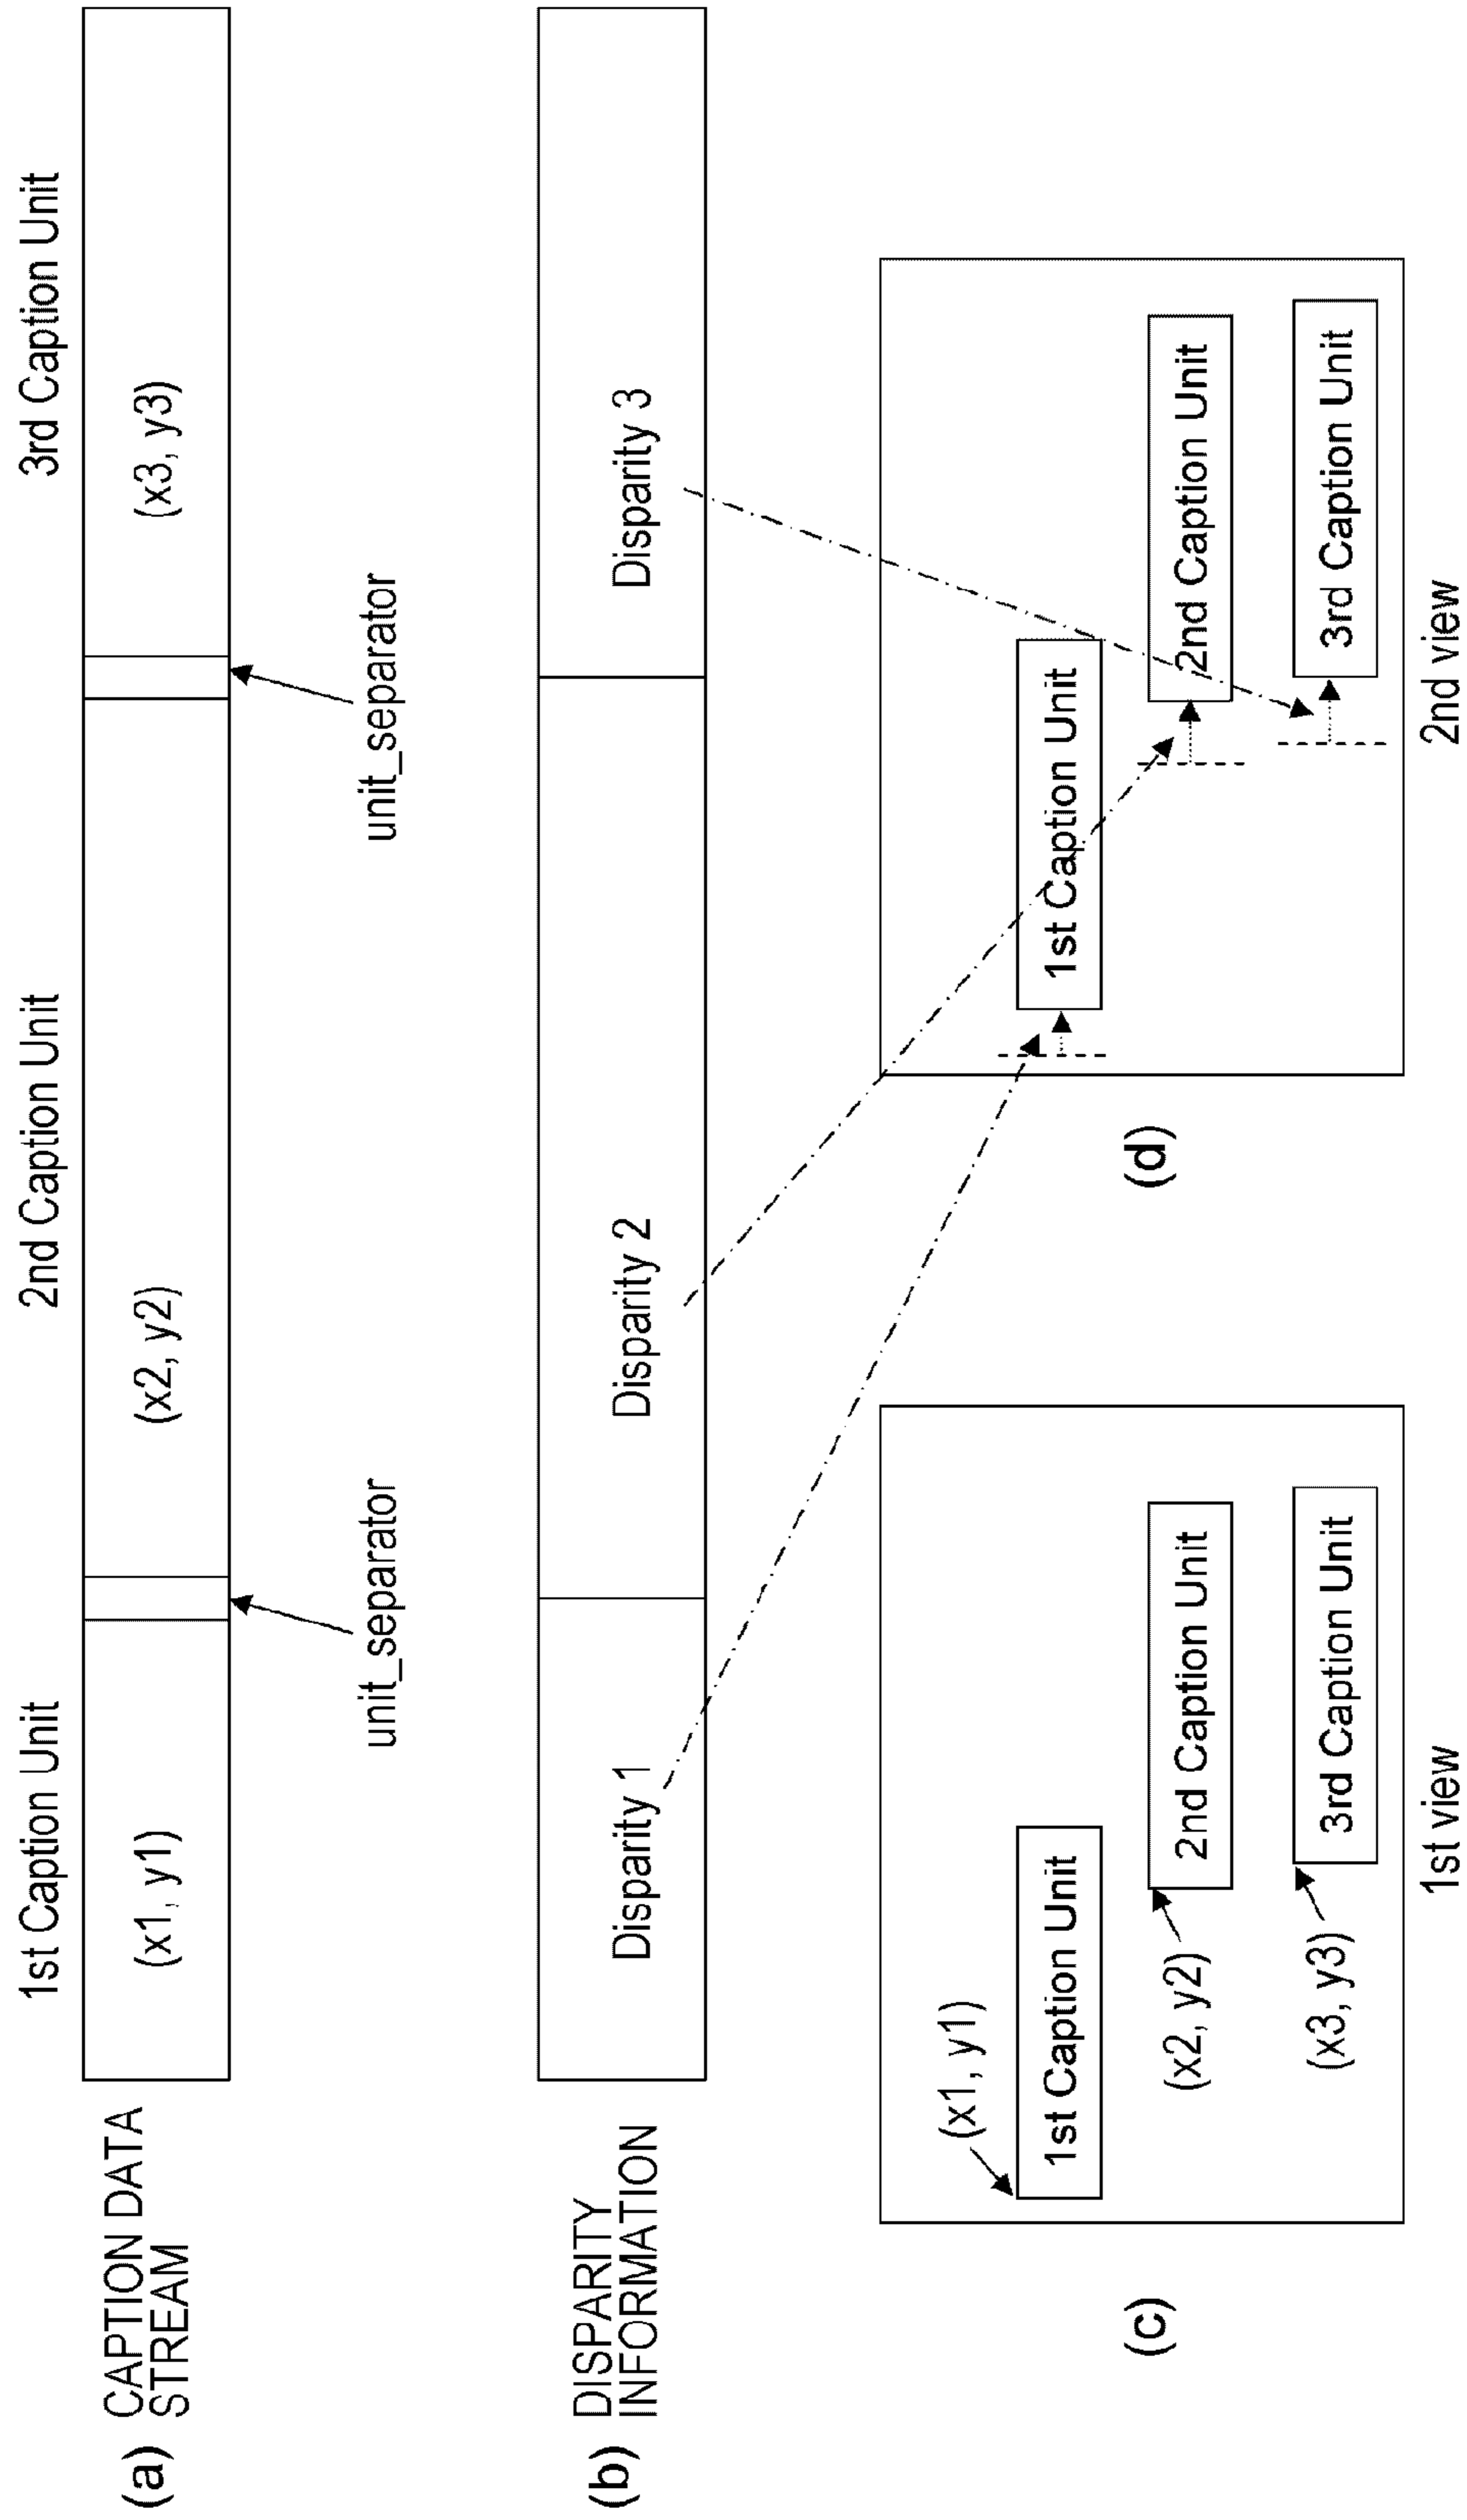 1st Caption Unit
2nd Caption Unit
3rd Caption Unit
(a) CAPTION DATA
STREAM
(x1, y1)
(x2, y2)
(x3, y3)
unit_separator
unit_separator
(b) DISPARITY
INFORMATION
Disparity 1
Disparity 2
Disparity 3
(c)
(x1, y1)
1st Caption Unit
(x2, y2)
2nd Caption Unit
(x3, y3)
3rd Caption Unit
1st view
(d)
1st Caption Unit
2nd Caption Unit
3rd Caption Unit
2nd view